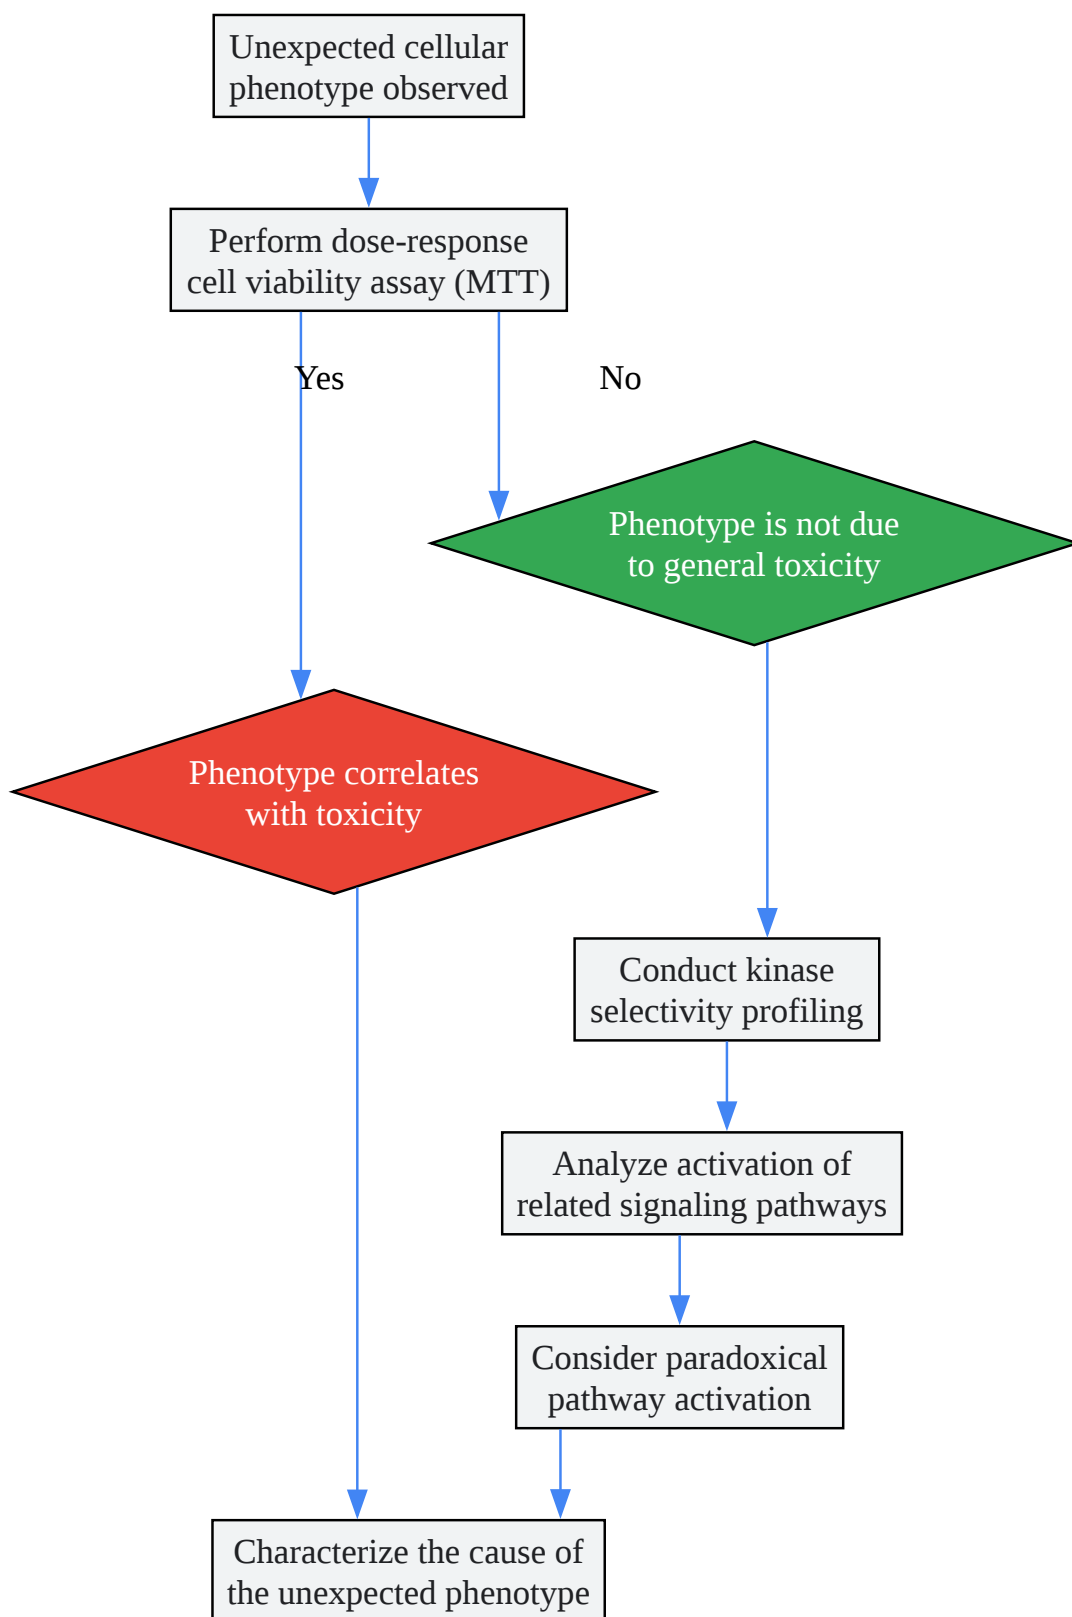 Unexpected cellular
phenotype observed
Perform dose-response
cell viability assay (MTT)
Yes
No
Phenotype is not due
to general toxicity
Phenotype correlates
with toxicity
Conduct kinase
selectivity profiling
Analyze activation of
related signaling pathways
Consider paradoxical
pathway activation
Characterize the cause of
the unexpected phenotype